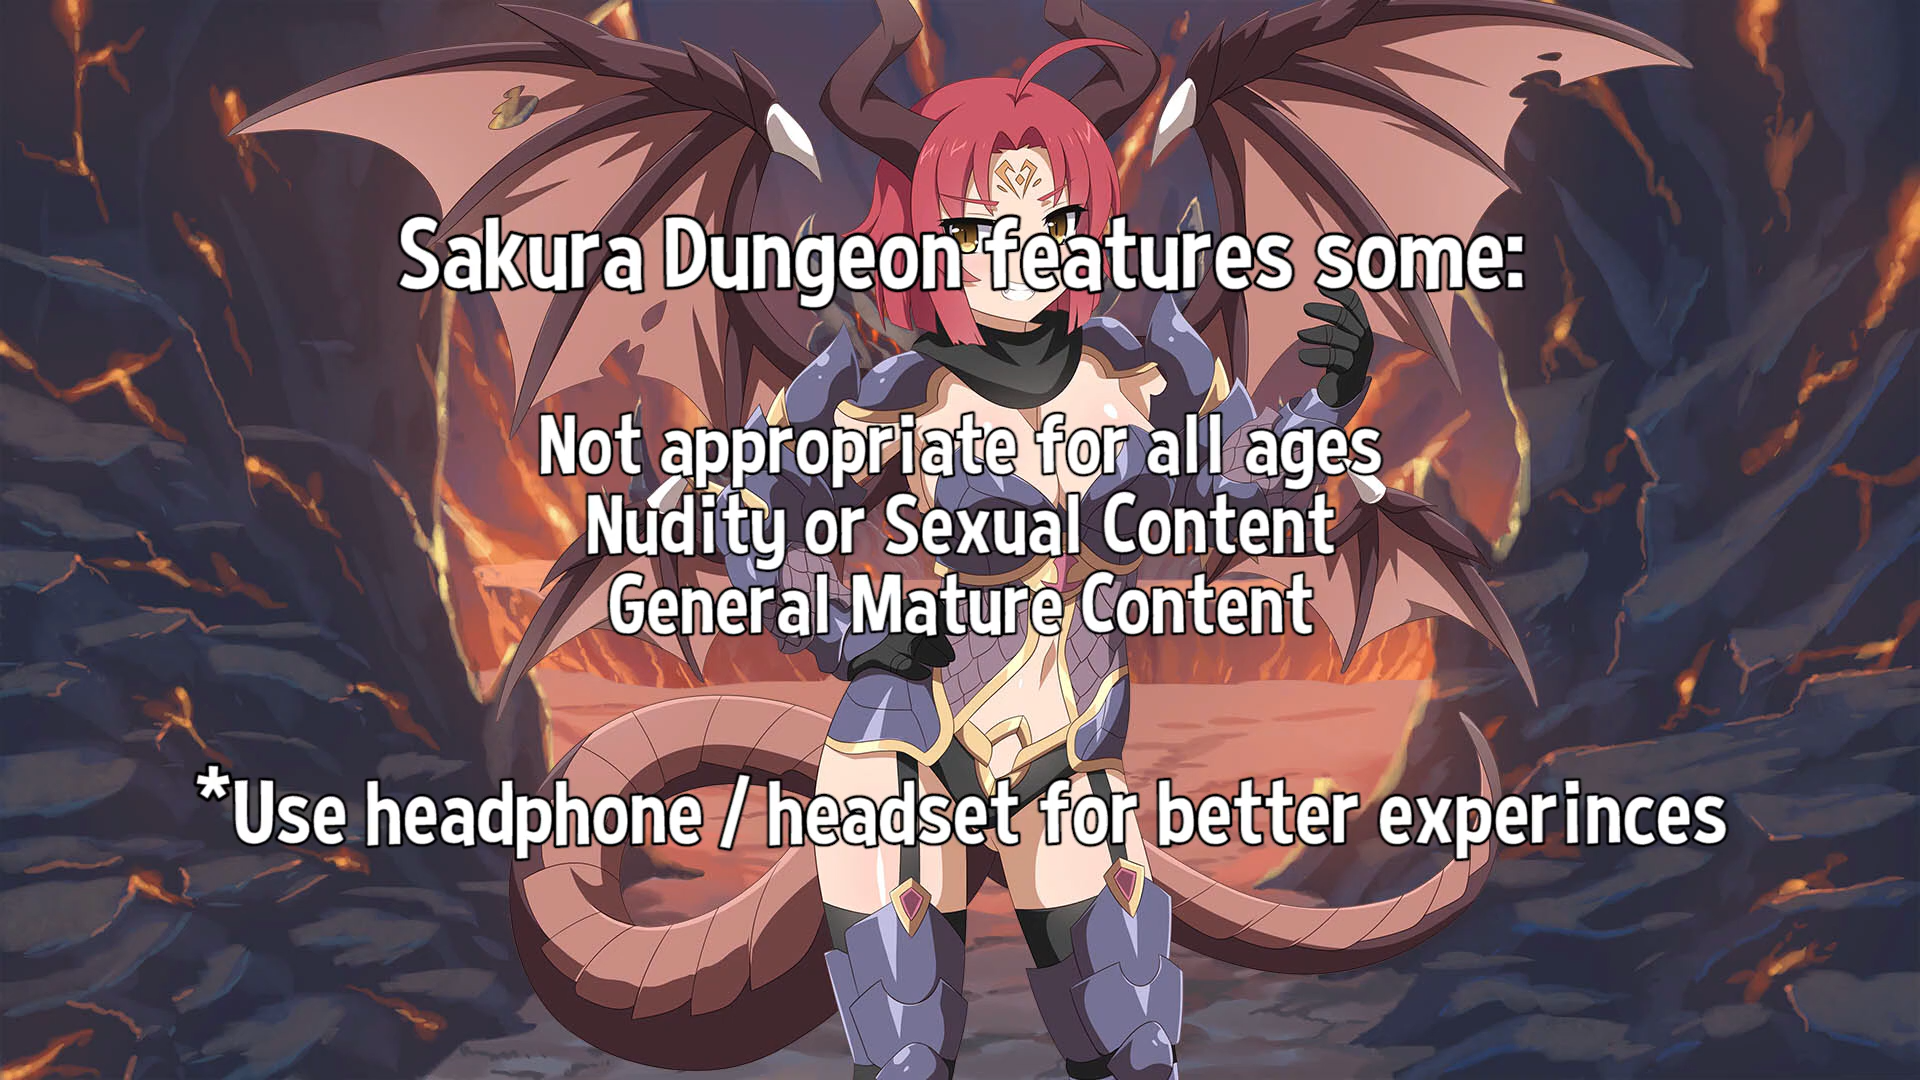 Sakura Dungeon features some:
Not appropriate for all ages
Nudity or Sexual Content
General Mature Content
*Use headphone / headset for better experinces